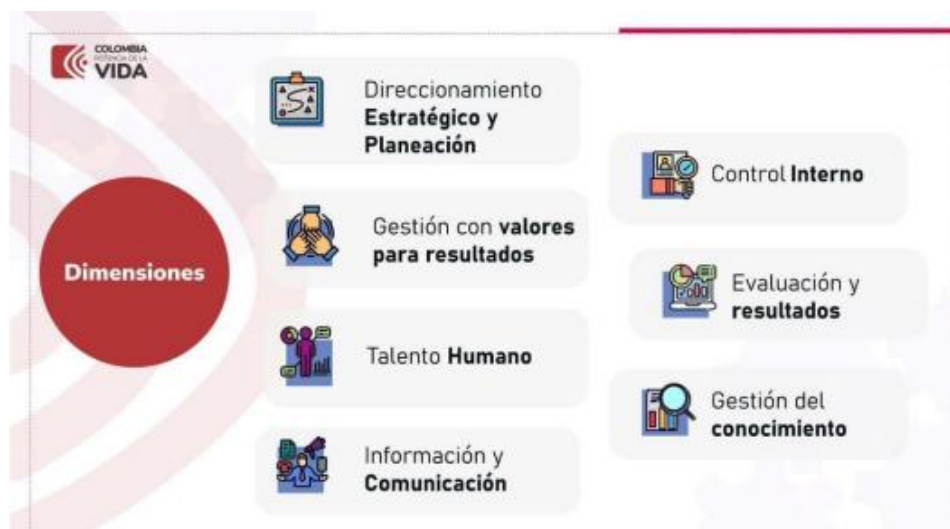 COLOMBIA
POTENCIA DE LA
VIDA
Dimensiones
Direccionamiento
Estratégico y
Planeación
Gestión con valores
para resultados
Talento Humano
Información y
Comunicación
Control Interno
Evaluación y
resultados
Gestión del
conocimiento